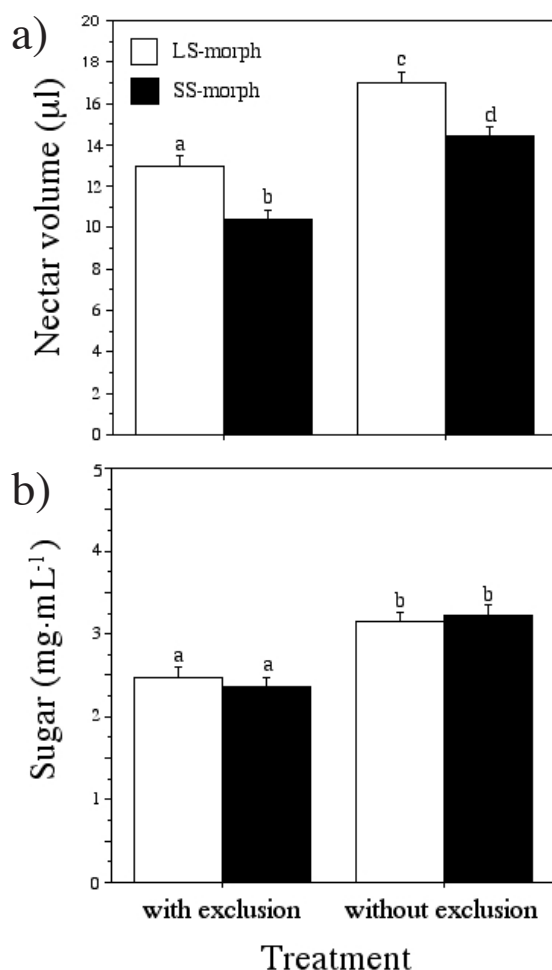 a)
Nectar volume (µl)
20
18
16
14
12
10
8
6
4
2
0
LS-morph
SS-morph
a
b
c
d
b)
Sugar (mg·mL⁻¹)
5
4
3
2
1
0
a
a
b
b
with exclusion
without exclusion
Treatment